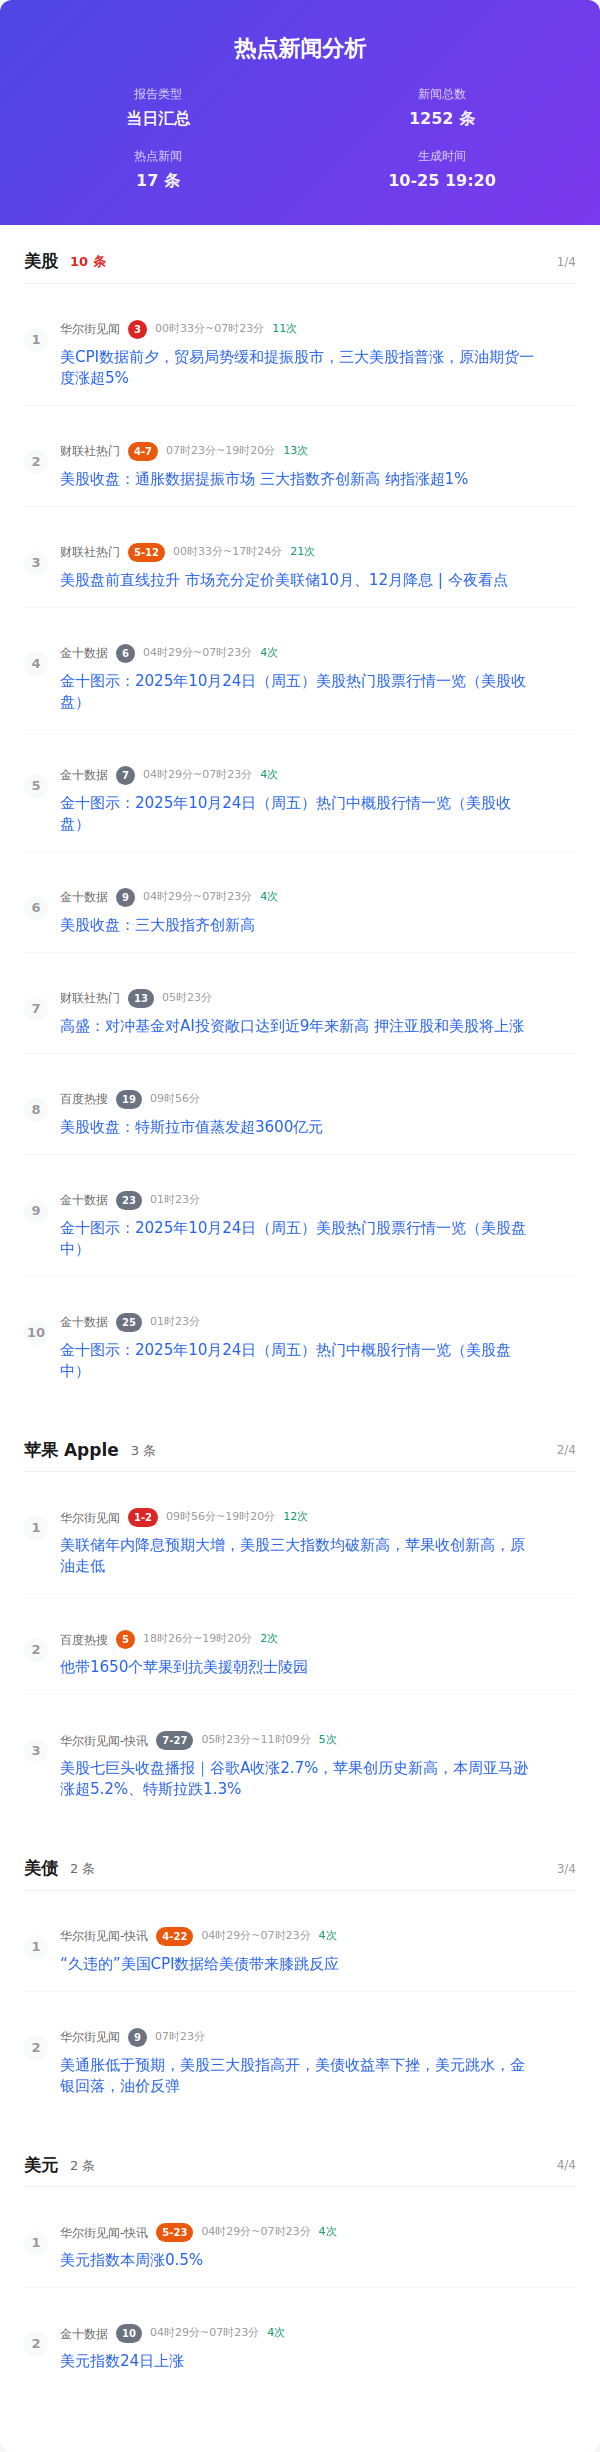 热点新闻分析
报告类型
新闻总数
当日汇总
1252 条
热点新闻
生成时间
17 条
10-25 19:20
美股 10 条 1/4
1
华尔街见闻 3 00时33分~07时23分 11次
美CPI数据前夕，贸易局势缓和提振股市，三大美股指普涨，原油期货一
度涨超5%
2
财联社热门 4-7 07时23分~19时20分 13次
美股收盘：通胀数据提振市场 三大指数齐创新高 纳指涨超1%
3
财联社热门 5-12 00时33分~17时24分 21次
美股盘前直线拉升 市场充分定价美联储10月、12月降息 | 今夜看点
4
金十数据 6 04时29分~07时23分 4次
金十图示：2025年10月24日（周五）美股热门股票行情一览（美股收
盘）
5
金十数据 7 04时29分~07时23分 4次
金十图示：2025年10月24日（周五）热门中概股行情一览（美股收
盘）
6
金十数据 9 04时29分~07时23分 4次
美股收盘：三大股指齐创新高
7
财联社热门 13 05时23分
高盛：对冲基金对AI投资敞口达到近9年来新高 押注亚股和美股将上涨
8
百度热搜 19 09时56分
美股收盘：特斯拉市值蒸发超3600亿元
9
金十数据 23 01时23分
金十图示：2025年10月24日（周五）美股热门股票行情一览（美股盘
中）
10
金十数据 25 01时23分
金十图示：2025年10月24日（周五）热门中概股行情一览（美股盘
中）
苹果 Apple 3 条 2/4
1
华尔街见闻 1-2 09时56分~19时20分 12次
美联储年内降息预期大增，美股三大指数均破新高，苹果收创新高，原
油走低
2
百度热搜 5 18时26分~19时20分 2次
他带1650个苹果到抗美援朝烈士陵园
3
华尔街见闻-快讯 7-27 05时23分~11时09分 5次
美股七巨头收盘播报｜谷歌A收涨2.7%，苹果创历史新高，本周亚马逊
涨超5.2%、特斯拉跌1.3%
美债 2 条 3/4
1
华尔街见闻-快讯 4-22 04时29分~07时23分 4次
“久违的”美国CPI数据给美债带来膝跳反应
2
华尔街见闻 9 07时23分
美通胀低于预期，美股三大股指高开，美债收益率下挫，美元跳水，金
银回落，油价反弹
美元 2 条 4/4
1
华尔街见闻-快讯 5-23 04时29分~07时23分 4次
美元指数本周涨0.5%
2
金十数据 10 04时29分~07时23分 4次
美元指数24日上涨